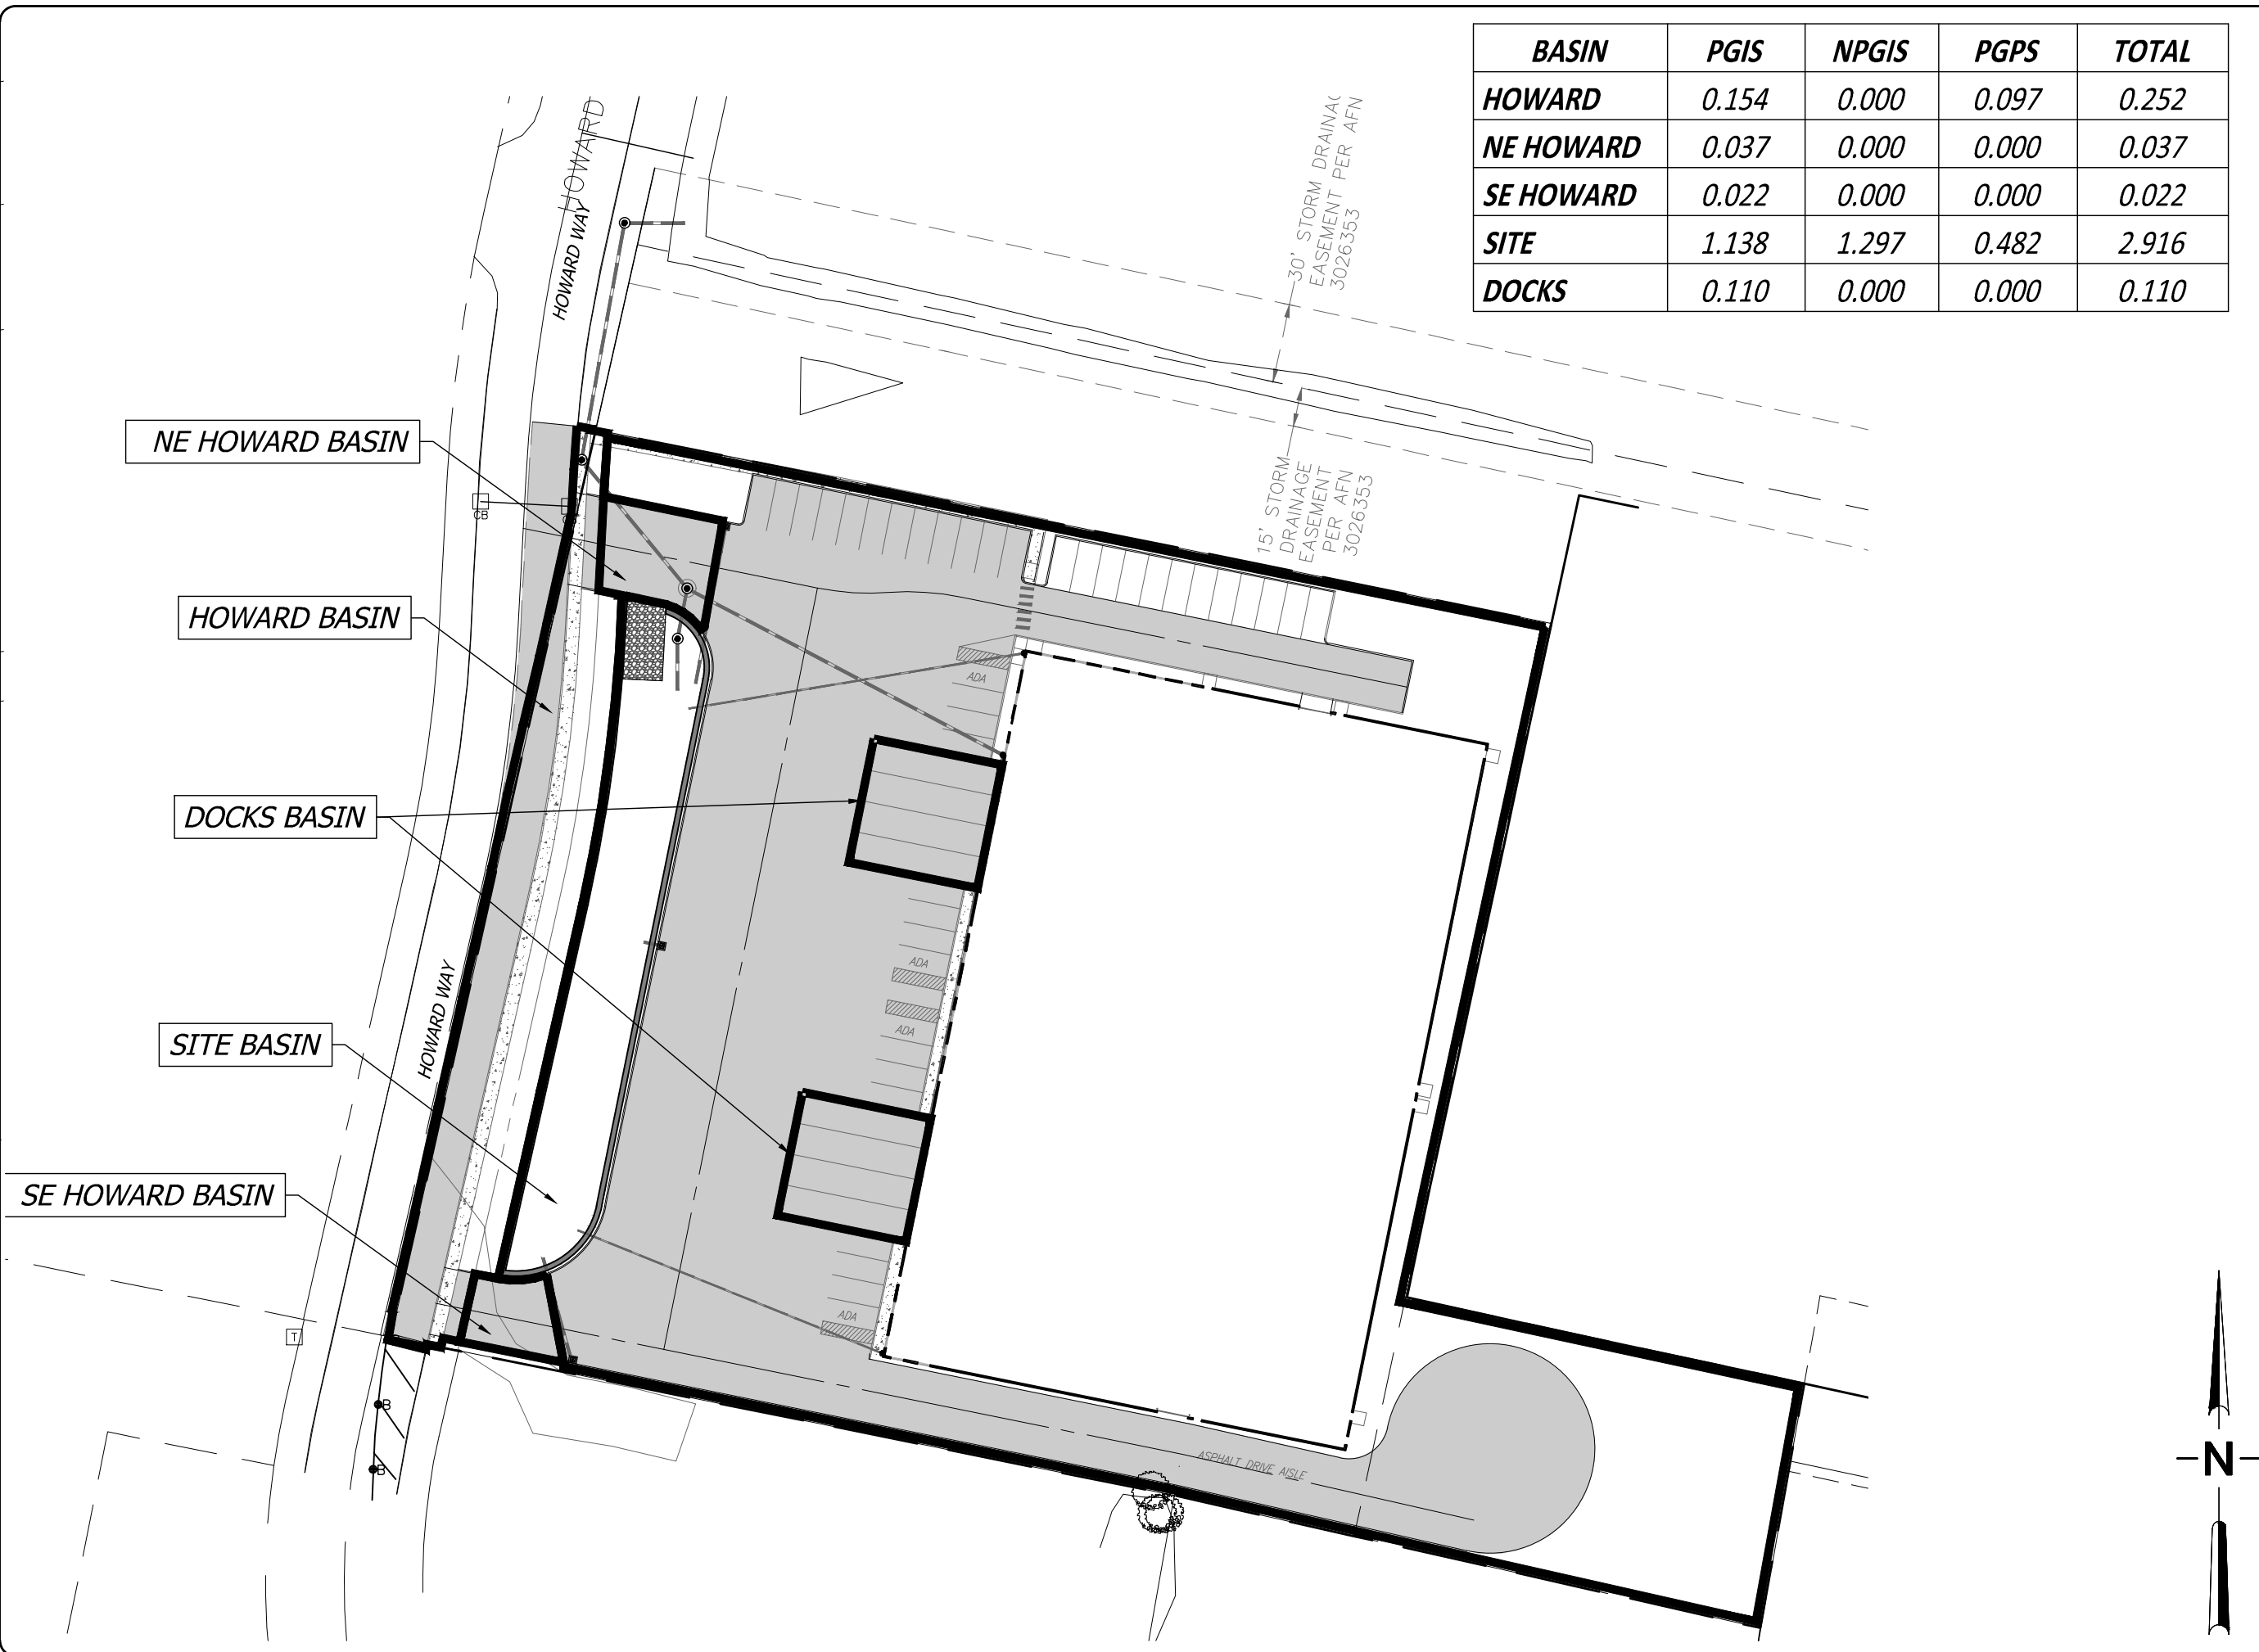 BASIN PGIS NPGIS PGPS TOTAL
HOWARD 0.154 0.000 0.097 0.252
NE HOWARD 0.037 0.000 0.000 0.037
SE HOWARD 0.022 0.000 0.000 0.022
SITE 1.138 1.297 0.482 2.916
DOCKS 0.110 0.000 0.000 0.110
HOWARD
HOWARD WAY
30' STORM DRAINAG
EASEMENT PER AFN
3026353
15' STORM
DRAINAGE
EASEMENT
PER AFN
3026353
NE HOWARD BASIN
CB
HOWARD BASIN
ADA
DOCKS BASIN
ADA
ADA
HOWARD WAY
SITE BASIN
SE HOWARD BASIN
ADA
T
B
B
ASPHALT DRIVE AISLE
N